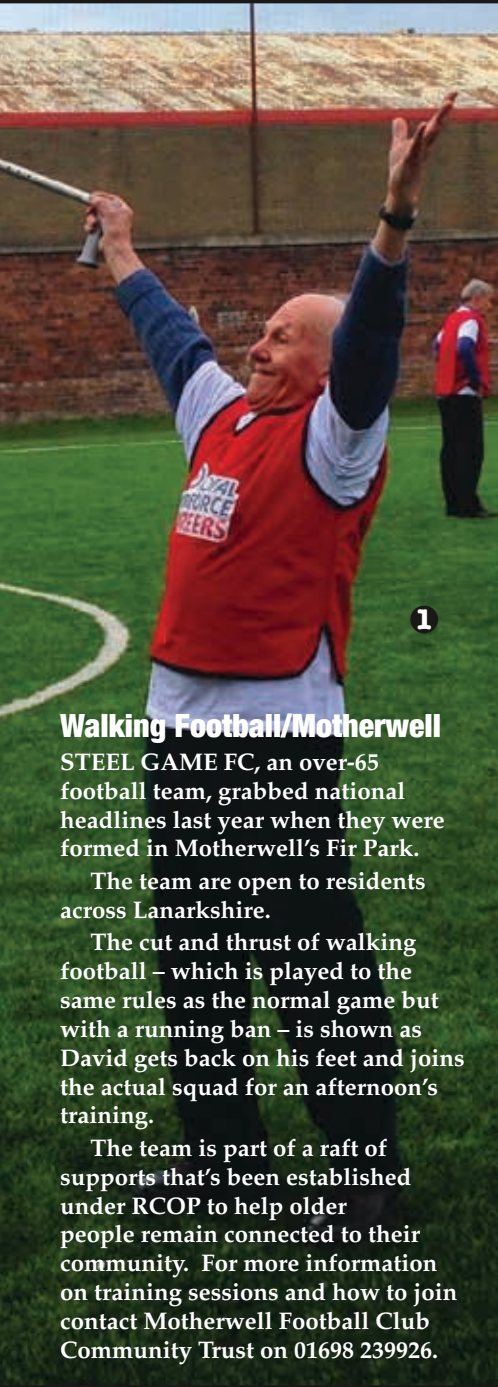 OYAL
RFORCE
REERS
1
Walking Football/Motherwell
STEEL GAME FC, an over-65
football team, grabbed national
headlines last year when they were
formed in Motherwell’s Fir Park.
The team are open to residents
across Lanarkshire.
The cut and thrust of walking
football – which is played to the
same rules as the normal game but
with a running ban – is shown as
David gets back on his feet and joins
the actual squad for an afternoon’s
training.
The team is part of a raft of
supports that’s been established
under RCOP to help older
people remain connected to their
community.  For more information
on training sessions and how to join
contact Motherwell Football Club
Community Trust on 01698 239926.